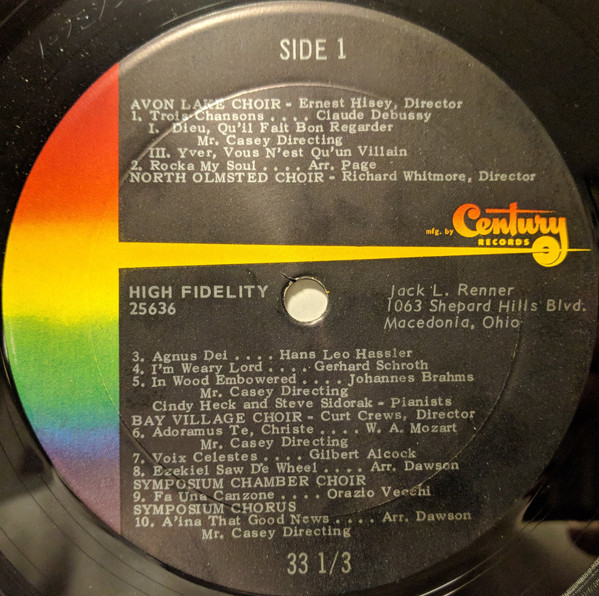 SIDE 1
AVON LAKE CHOIR - Ernest Hisey, Director
1. Trois Chansons . . . . Claude Debussy
I. Dieu, Qu'il Fait Bon Regarder
Mr. Casey Directing
III. Yver, Vous N'est Qu'un Villain
2. Rocka My Soul . . . . Arr. Page
NORTH OLMSTED CHOIR - Richard Whitmore, Director
mfg. by Century
RECORDS
HIGH FIDELITY
25636
Jack L. Renner
1063 Shepard Hills Blvd.
Macedonia, Ohio
3. Agnus Dei . . . . Hans Leo Hassler
4. I'm Weary Lord . . . . Gerhard Schroth
5. In Wood Embowered . . . . Johannes Brahms
Mr. Casey Directing
Cindy Heck and Steve Sidorak - Pianists
BAY VILLAGE CHOIR - Curt Crews, Director
6. Adoramus Te, Christe . . . . W. A. Mozart
Mr. Casey Directing
7. Voix Celestes . . . . Gilbert Alcock
8. Ezekiel Saw De Wheel . . . . Arr. Dawson
SYMPOSIUM CHAMBER CHOIR
9. Fa Una Canzone . . . . Orazio Vecchi
SYMPOSIUM CHORUS
10. A'ina That Good News . . . . Arr. Dawson
Mr. Casey Directing
33 1/3